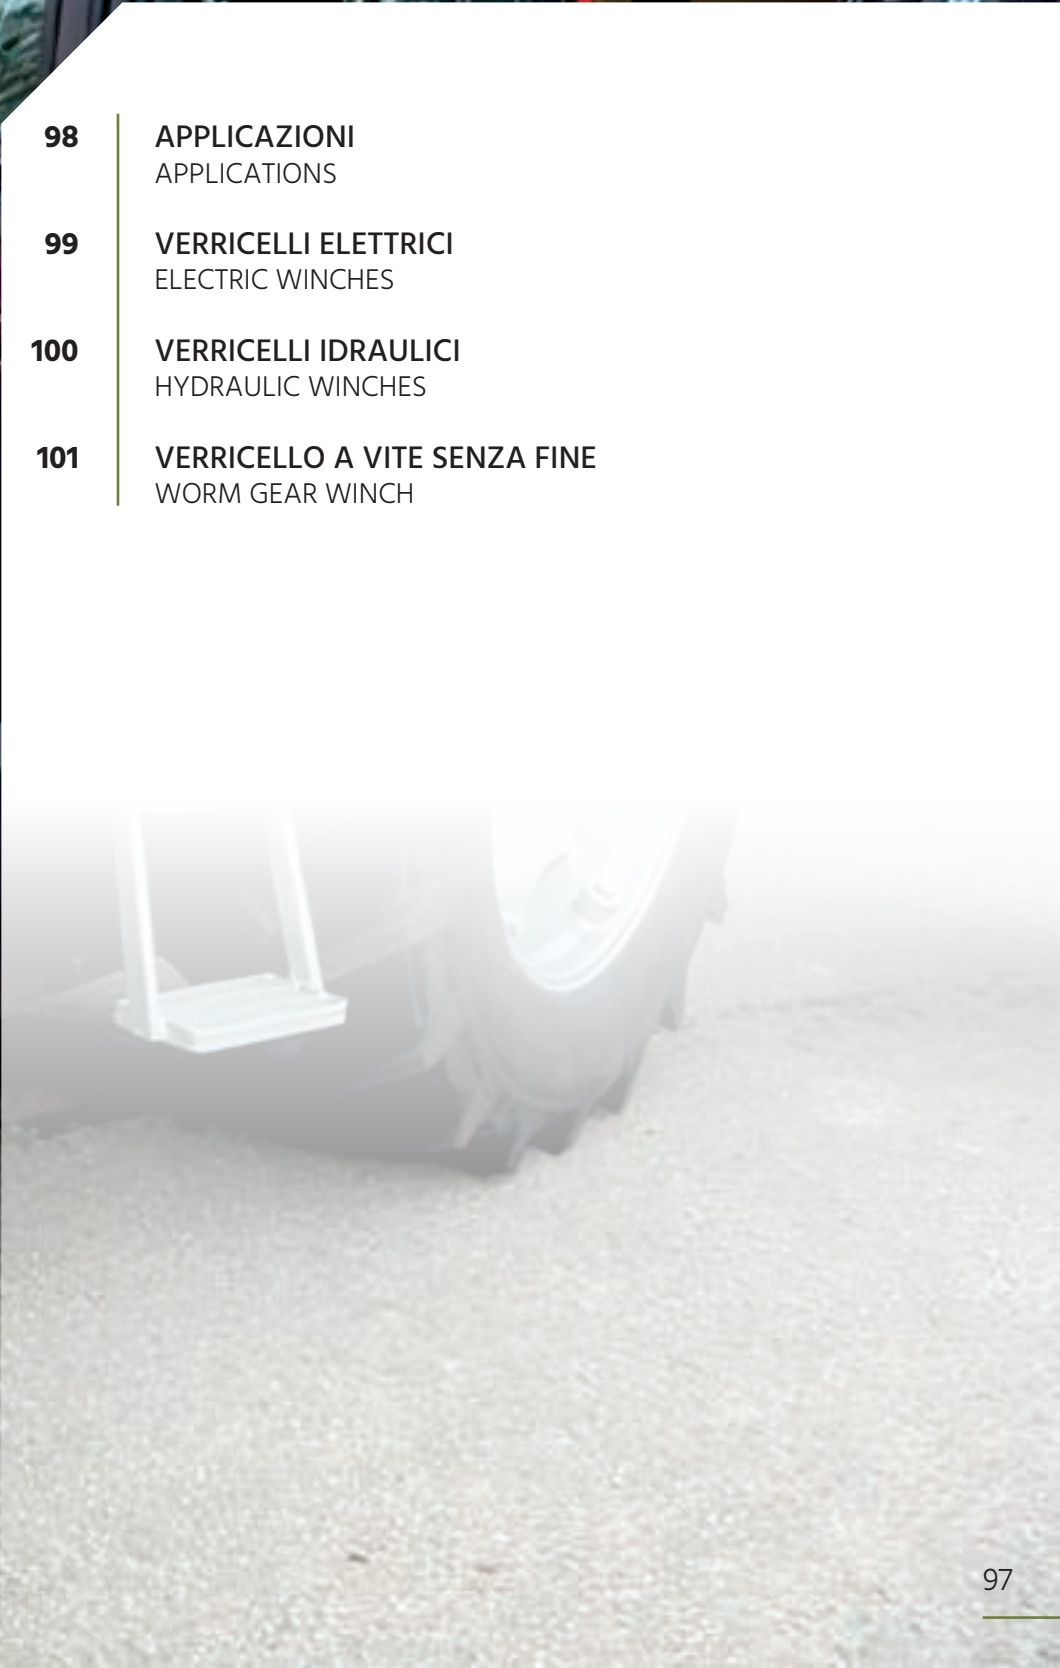 98 APPLICAZIONI
APPLICATIONS
99 VERRICELLI ELETTRICI
ELECTRIC WINCHES
100 VERRICELLI IDRAULICI
HYDRAULIC WINCHES
101 VERRICELLO A VITE SENZA FINE
WORM GEAR WINCH
97